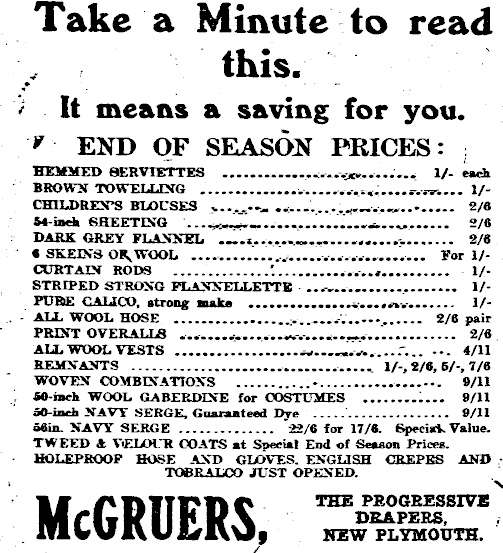 Take a Minute to read
this.
It means a saving for you.
END OF SEASON PRICES:
HEMMED SERVIETTES .......... 1/- each
BROWN TOWELLING .......... 1/-
CHILDREN'S BLOUSES .......... 2/6
54-inch SHEETING .......... 2/6
DARK GREY FLANNEL .......... 2/6
6 SKEINS OR WOOL .......... For 1/-
CURTAIN RODS .......... 1/-
STRIPED STRONG FLANNELLETTE .......... 1/-
PURE CALICO, strong make .......... 1/-
ALL WOOL HOSE .......... 2/6 pair
PRINT OVERALLS .......... 2/6
ALL WOOL VESTS .......... 4/11
REMNANTS .......... 1/-, 2/6, 5/-, 7/6
WOVEN COMBINATIONS .......... 9/11
50-inch WOOL GABERDINE for COSTUMES .......... 9/11
50-inch NAVY SERGE, Guaranteed Dye .......... 9/11
56in. NAVY SERGE .......... 22/6 for 17/6. Special Value.
TWEED & VELOUR COATS at Special End of Season Prices.
HOLEPROOF HOSE AND GLOVES, ENGLISH CREPES AND
TOBRALCO JUST OPENED.
McGRUERS,
THE PROGRESSIVE
DRAPERS,
NEW PLYMOUTH.